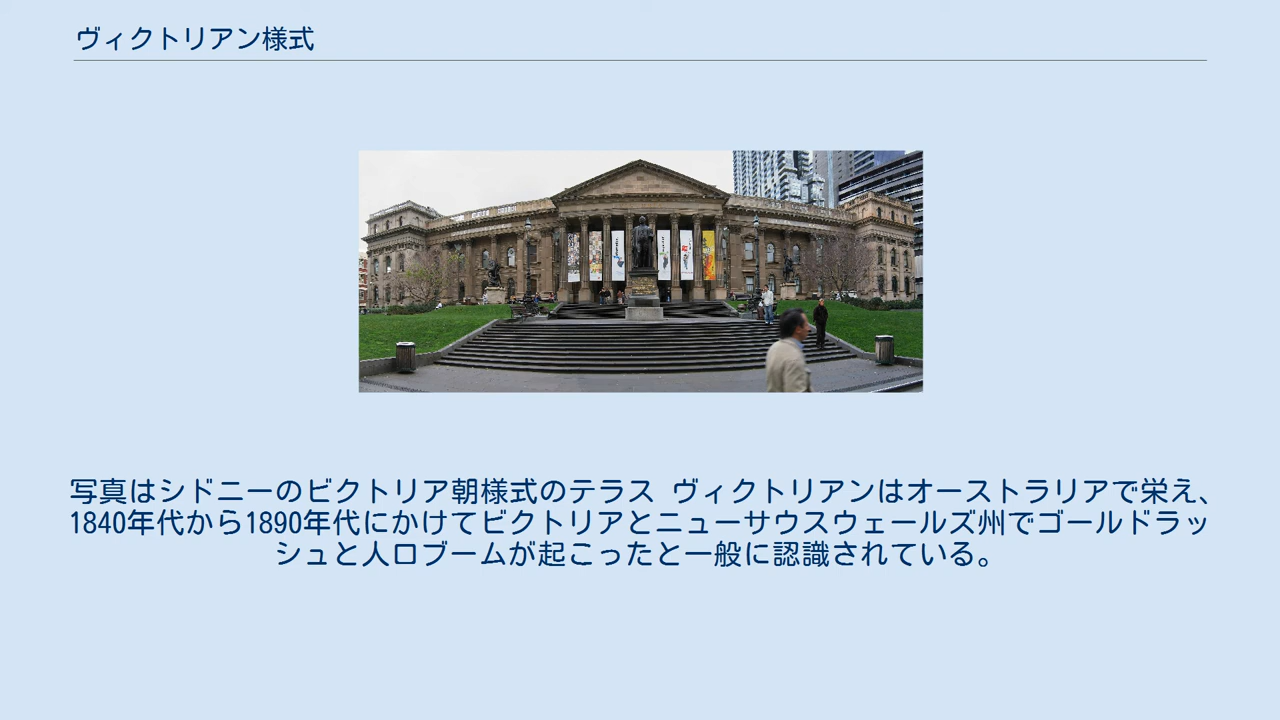 ヴィクトリアン様式
写真はシドニーのビクトリア朝様式のテラス ヴィクトリアンはオーストラリアで栄え、
1840年代から1890年代にかけてビクトリアとニューサウスウェールズ州でゴールドラッ
シュと人口ブームが起こったと一般に認識されている。